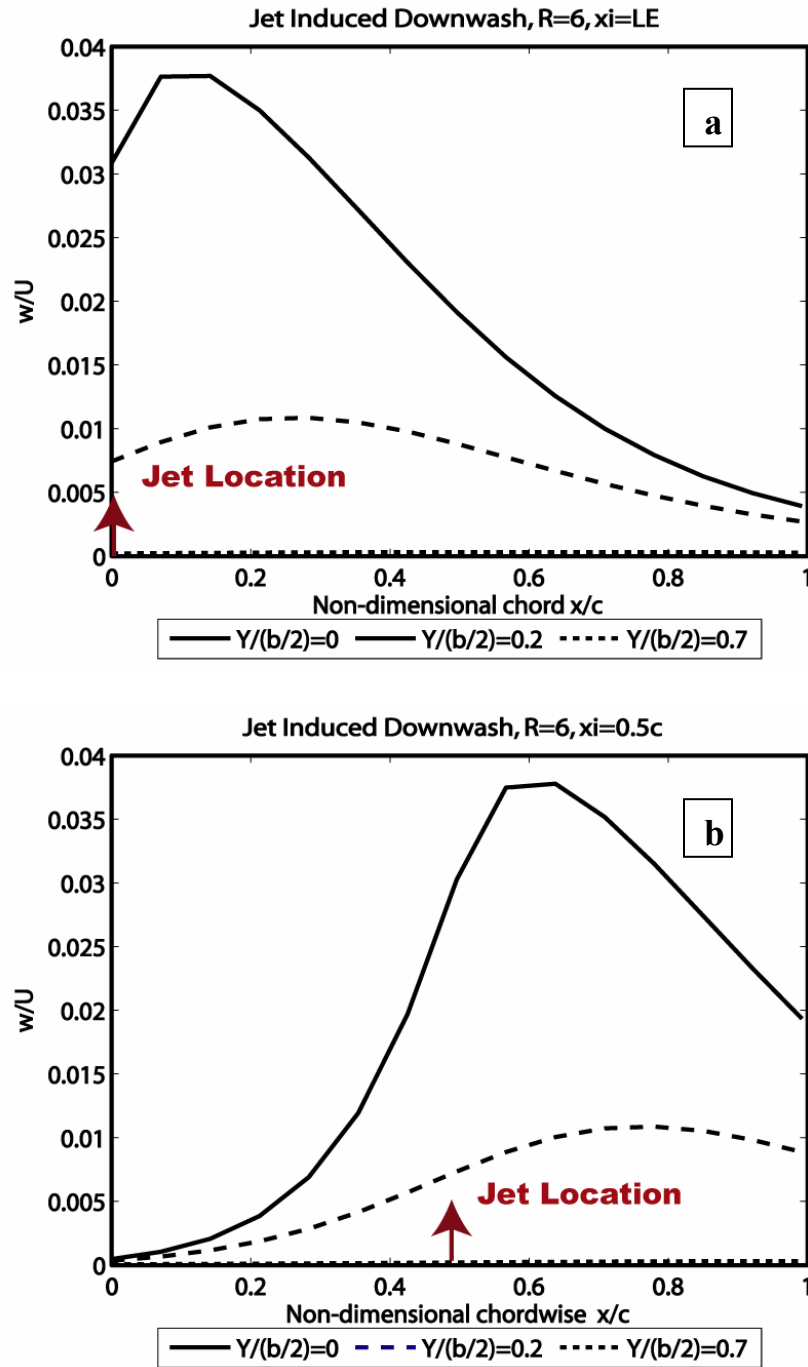 Jet Induced Downwash, R=6, xi=LE
0.04
0.035
0.03
0.025
0.02
0.015
0.01
0.005
0
w/U
a
Jet Location
0 0.2 0.4 0.6 0.8 1
Non-dimensional chord x/c
Y/(b/2)=0 Y/(b/2)=0.2 Y/(b/2)=0.7
Jet Induced Downwash, R=6, xi=0.5c
0.04
0.035
0.03
0.025
0.02
0.015
0.01
0.005
0
w/U
b
Jet Location
0 0.2 0.4 0.6 0.8 1
Non-dimensional chordwise x/c
Y/(b/2)=0 Y/(b/2)=0.2 Y/(b/2)=0.7